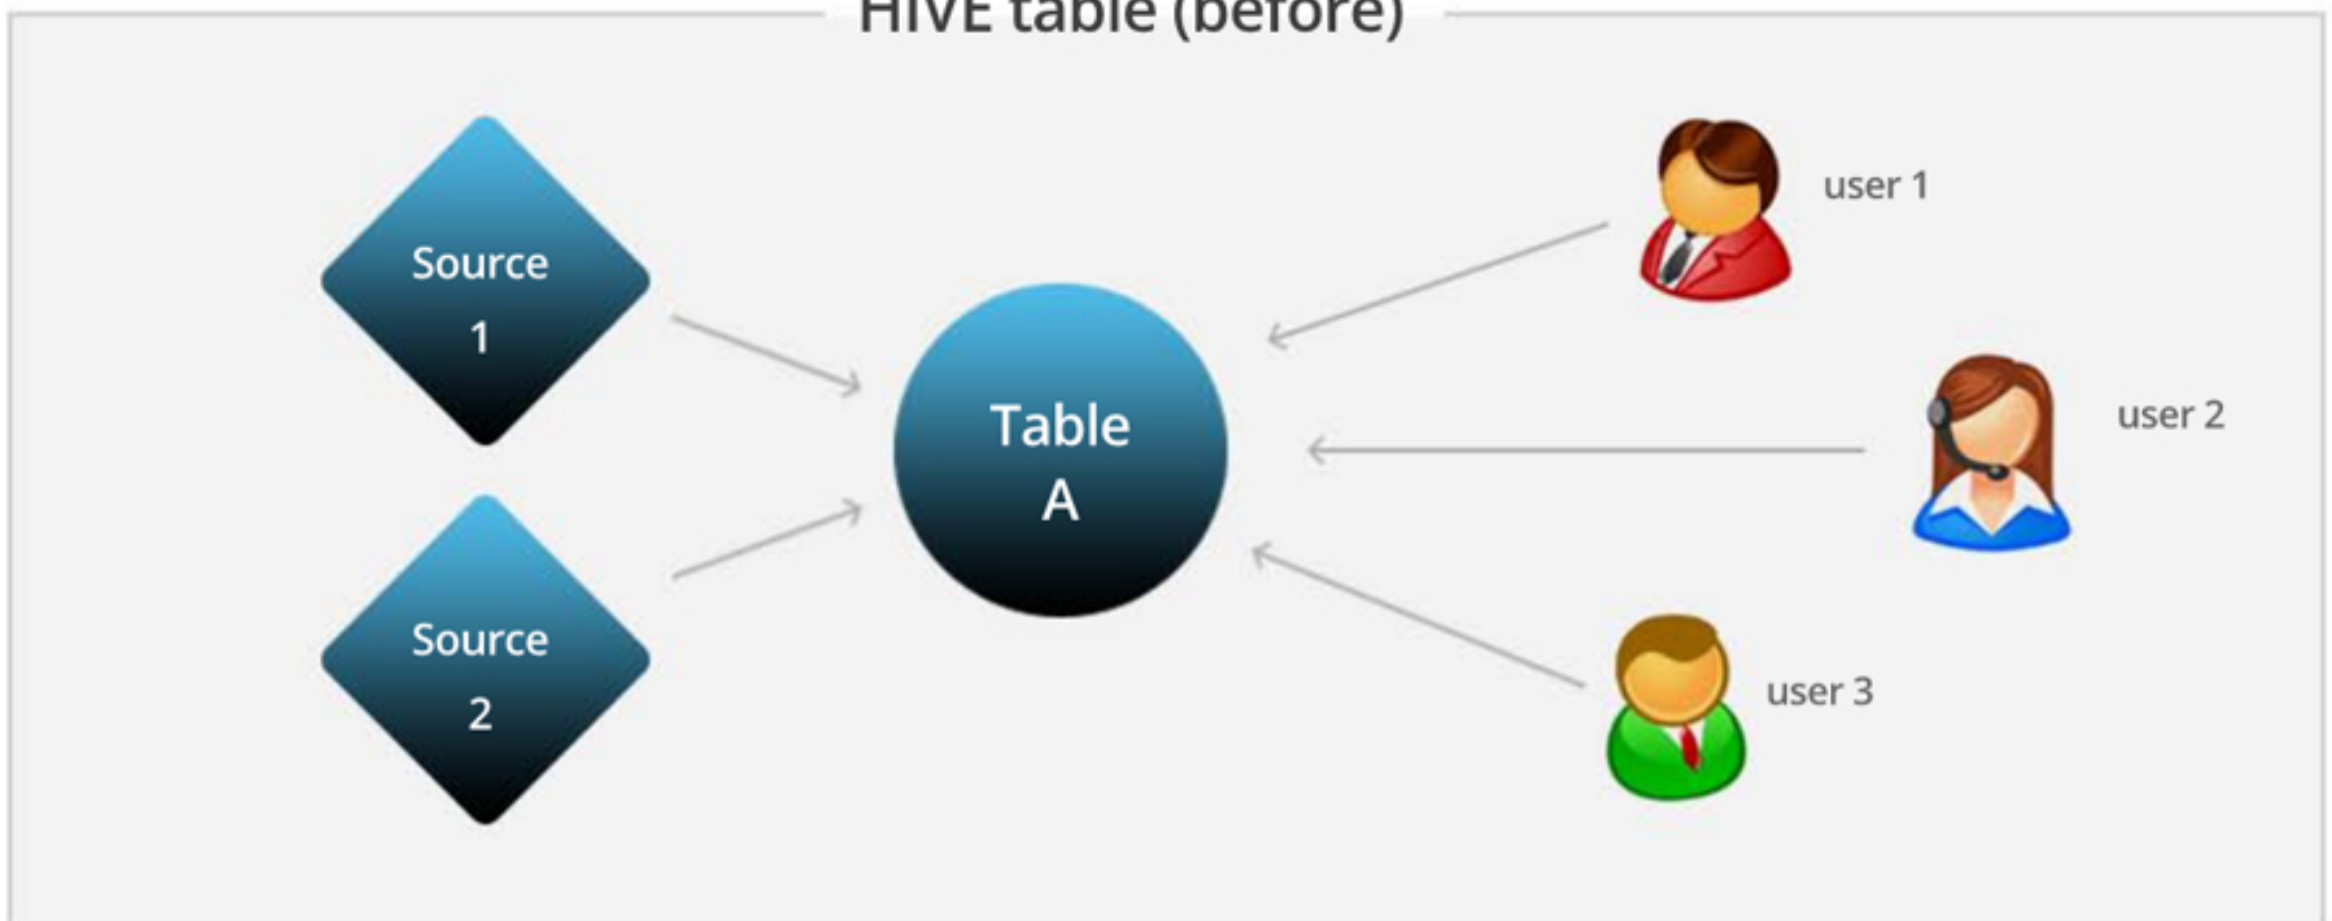 HIVE table (before)
Source
1
Source
2
Table
A
user 1
user 2
user 3